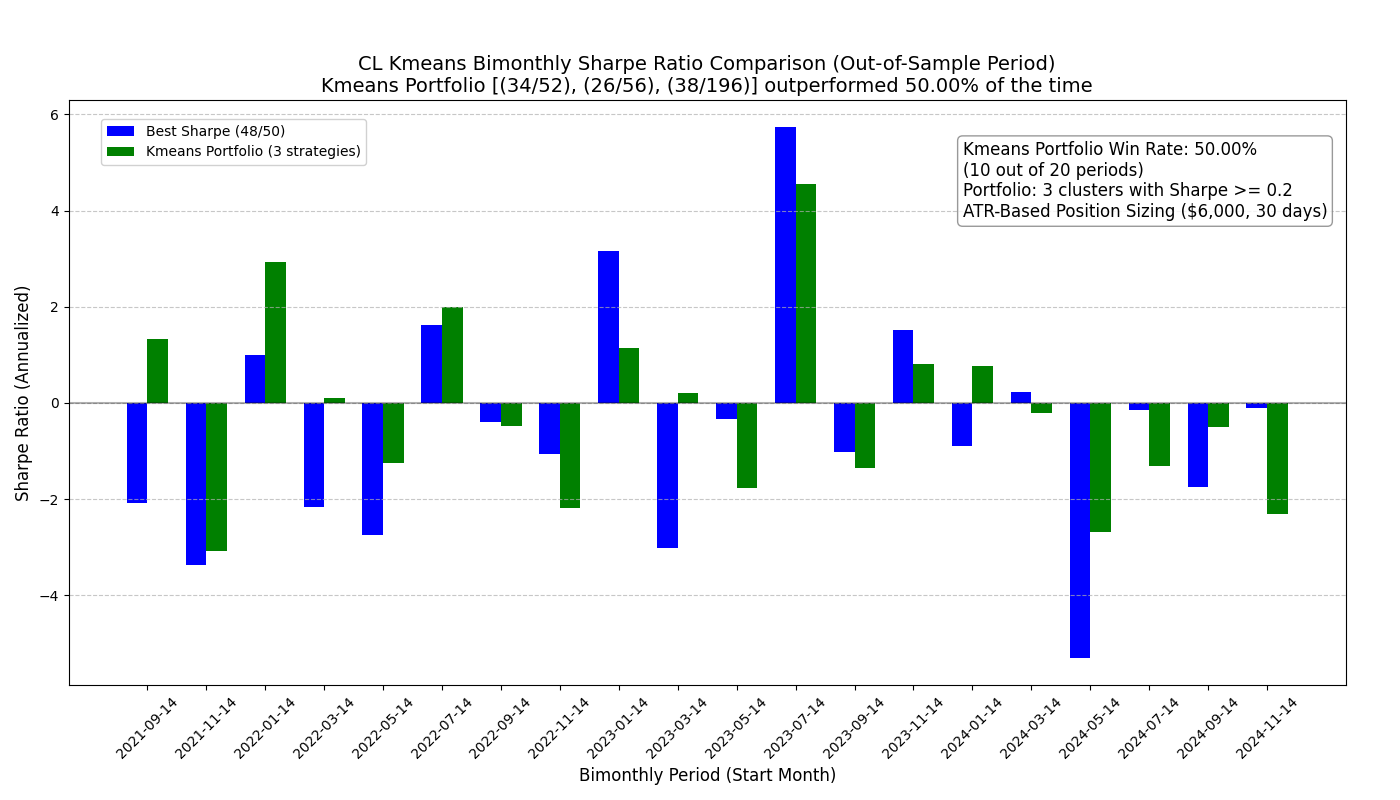 CL Kmeans Bimonthly Sharpe Ratio Comparison (Out-of-Sample Period)
Kmeans Portfolio [(34/52), (26/56), (38/196)] outperformed 50.00% of the time
Best Sharpe (48/50)
Kmeans Portfolio (3 strategies)
Kmeans Portfolio Win Rate: 50.00%
(10 out of 20 periods)
Portfolio: 3 clusters with Sharpe >= 0.2
ATR-Based Position Sizing ($6,000, 30 days)
Sharpe Ratio (Annualized)
6
4
2
0
−2
−4
2021-09-14
2021-11-14
2022-01-14
2022-03-14
2022-05-14
2022-07-14
2022-09-14
2022-11-14
2023-01-14
2023-03-14
2023-05-14
2023-07-14
2023-09-14
2023-11-14
2024-01-14
2024-03-14
2024-05-14
2024-07-14
2024-09-14
2024-11-14
Bimonthly Period (Start Month)